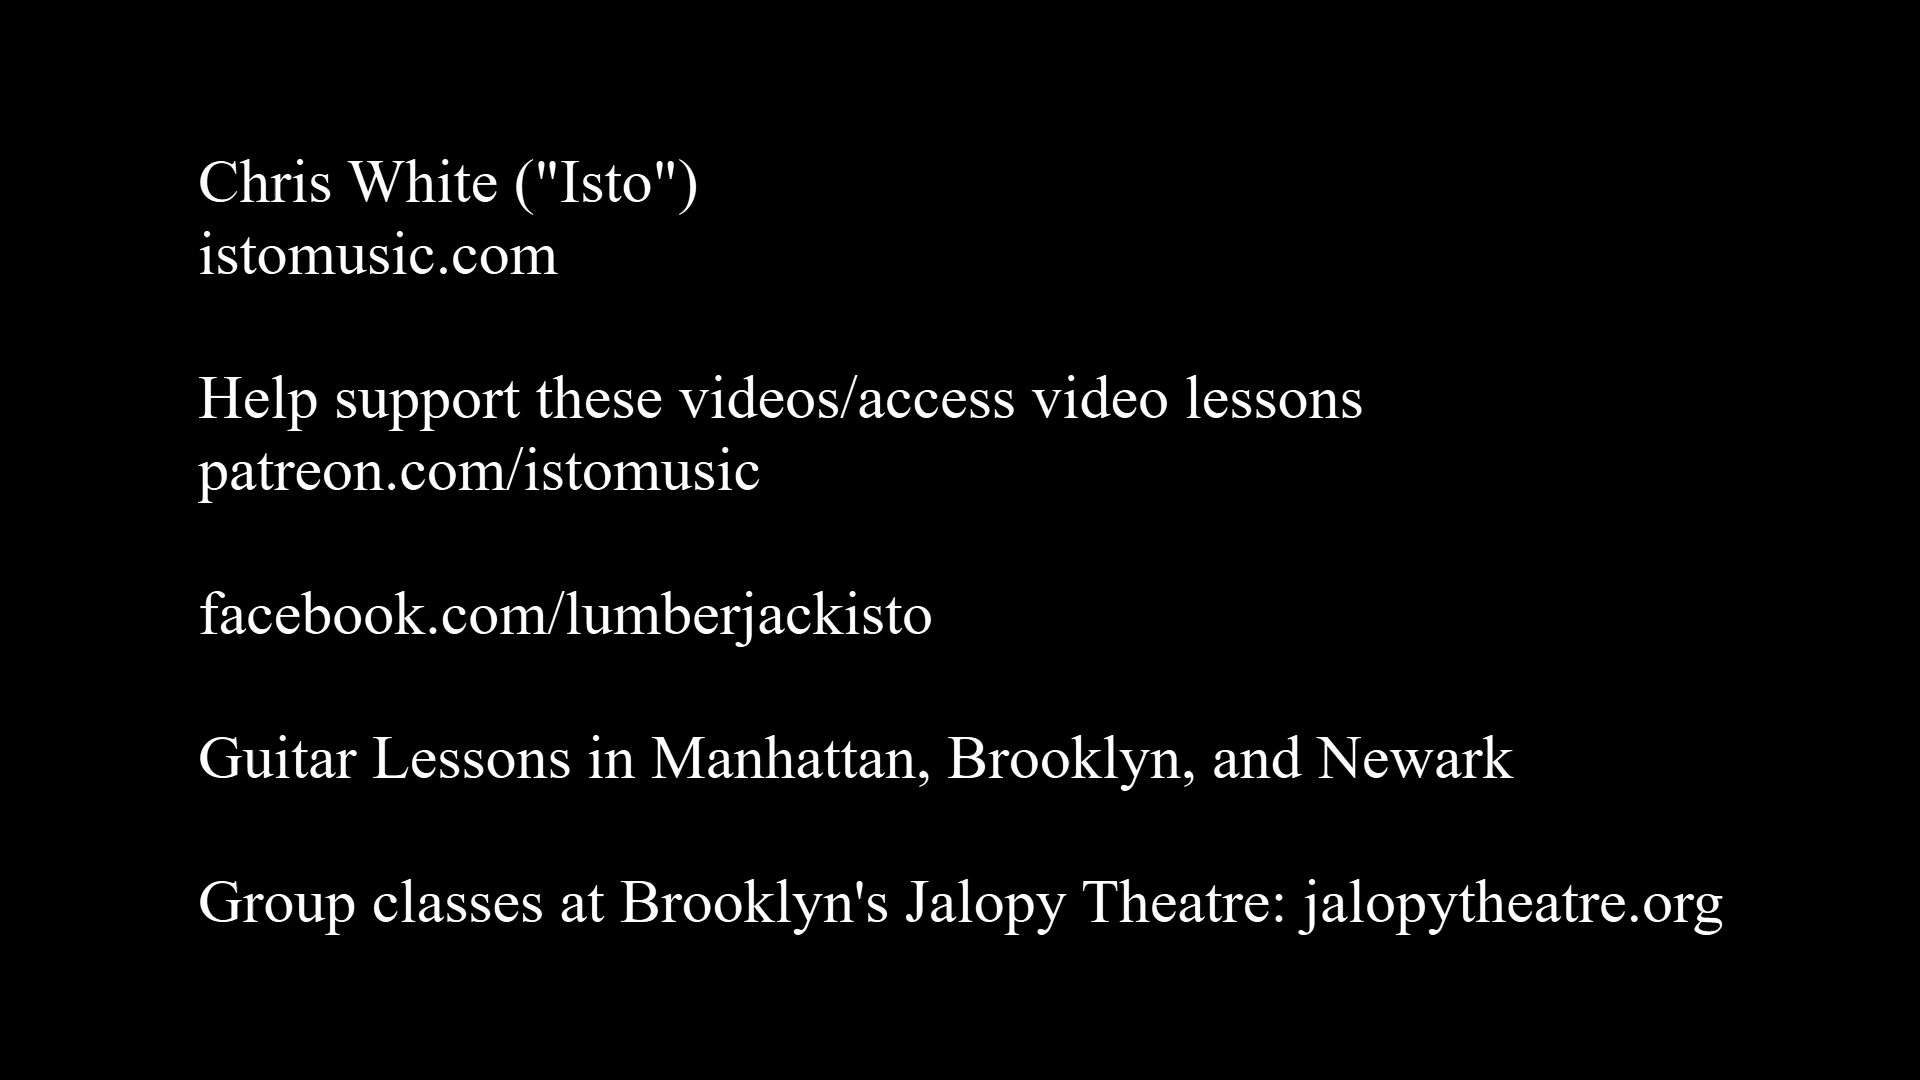 Chris White ("Isto")
istomusic.com
Help support these videos/access video lessons
patreon.com/istomusic
facebook.com/lumberjackisto
Guitar Lessons in Manhattan, Brooklyn, and Newark
Group classes at Brooklyn's Jalopy Theatre: jalopytheatre.org